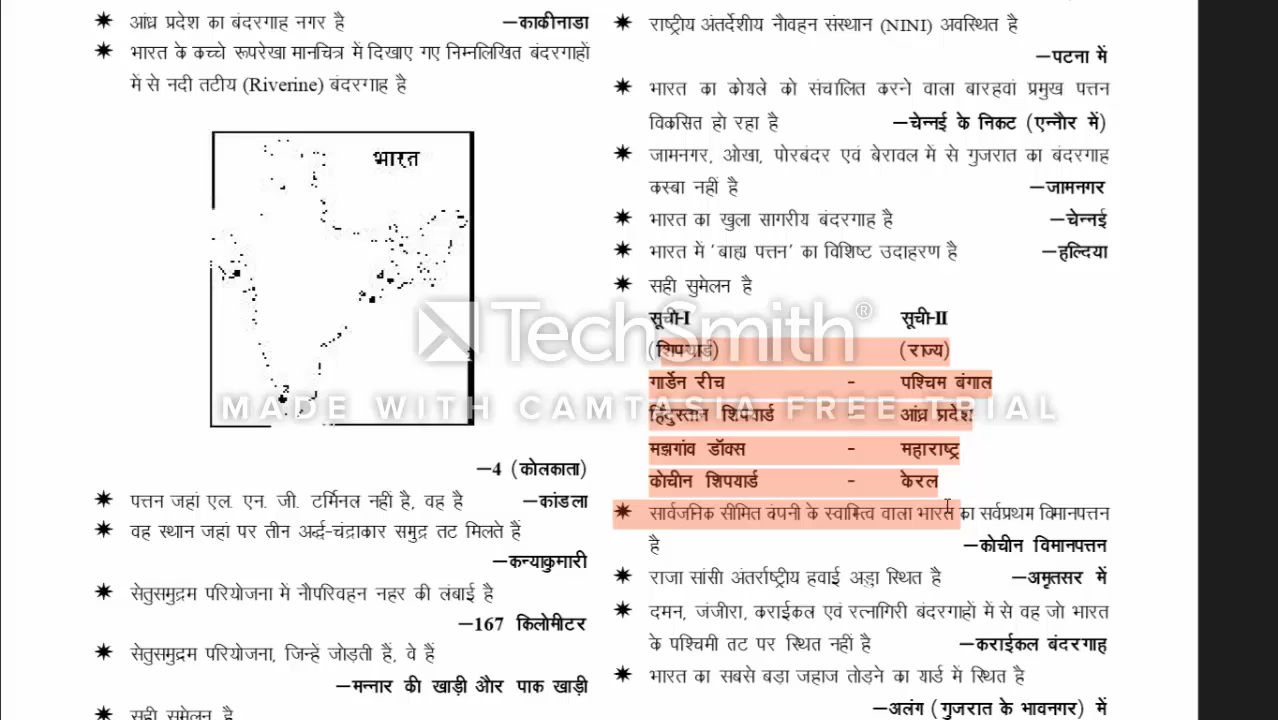 ✷ आंध्र प्रदेश का बंदरगाह नगर है –काकीनाडा
✷ भारत के कच्चे रूपरेखा मानचित्र में दिखाए गए निम्नलिखित बंदरगाहों
में से नदी तटीय (Riverine) बंदरगाह है
भारत
–4 (कोलकाता)
✷ पत्तन जहां एल. एन. जी. टर्मिनल नहीं है, वह है –कांडला
✷ वह स्थान जहां पर तीन अर्द्ध-चंद्राकार समुद्र तट मिलते हैं
–कन्याकुमारी
✷ सेतुसमुद्रम परियोजना में नौपरिवहन नहर की लंबाई है
–167 किलोमीटर
✷ सेतुसमुद्रम परियोजना, जिन्हें जोड़ती हैं, वे हैं
–मन्नार की खाड़ी और पाक खाड़ी
✷ सही सुमेलन है
✷ राष्ट्रीय अंतर्देशीय नौवहन संस्थान (NINI) अवस्थित है
–पटना में
✷ भारत का कोयले को संचालित करने वाला बारहवां प्रमुख पत्तन
विकसित हो रहा है –चेन्नई के निकट (एन्नौर में)
✷ जामनगर, ओखा, पोरबंदर एवं बेरावल में से गुजरात का बंदरगाह
कस्बा नहीं है –जामनगर
✷ भारत का खुला सागरीय बंदरगाह है –चेन्नई
✷ भारत में 'बाह्य पत्तन' का विशिष्ट उदाहरण है –हल्दिया
✷ सही सुमेलन है
सूची-I सूची-II
(शिपयार्ड) (राज्य)
गार्डेन रीच - पश्चिम बंगाल
हिंदुस्तान शिपयार्ड - आंध्र प्रदेश
मझगांव डॉक्स - महाराष्ट्र
कोचीन शिपयार्ड - केरल
✷ सार्वजनिक सीमित कंपनी के स्वामित्व वाला भारत का सर्वप्रथम विमानपत्तन
है –कोचीन विमानपत्तन
✷ राजा सांसी अंतर्राष्ट्रीय हवाई अड्डा स्थित है –अमृतसर में
✷ दमन, जंजीरा, कराईकल एवं रत्नागिरी बंदरगाहों में से वह जो भारत
के पश्चिमी तट पर स्थित नहीं है –कराईकल बंदरगाह
✷ भारत का सबसे बड़ा जहाज तोड़ने का यार्ड में स्थित है
–अलंग (गुजरात के भावनगर) में
TechSmith®
MADE WITH CAMTASIA FREE TRIAL